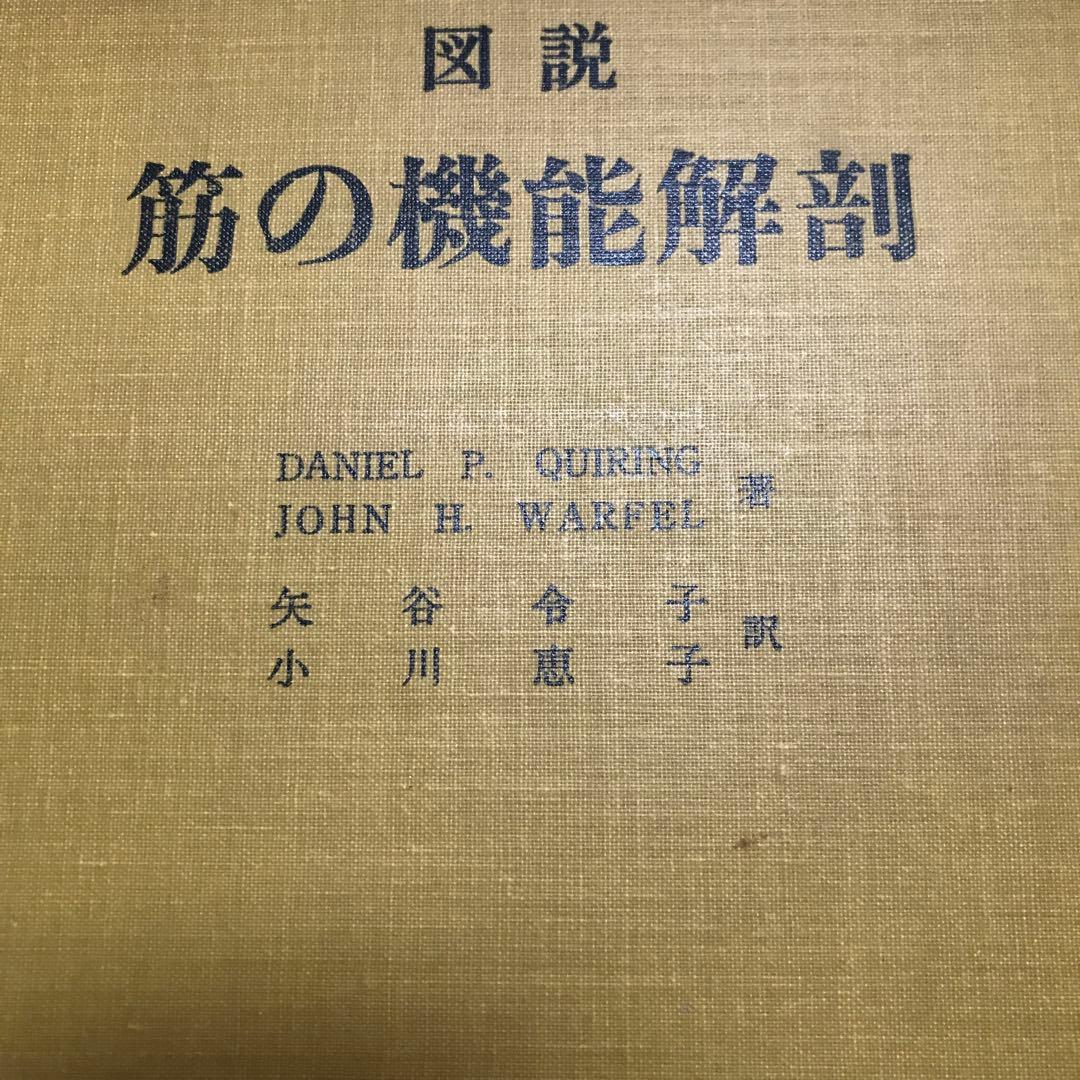 図説
筋の機能解剖
DANIEL P. QUIRING
JOHN H. WARFEL
著
矢谷令子
小川恵子
訳